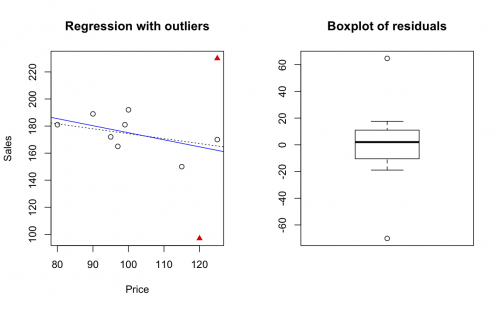 Regression with outliers
Sales
100 120 140 160 180 200 220
80 90 100 110 120
Price
Boxplot of residuals
-60 -40 -20 0 20 40 60